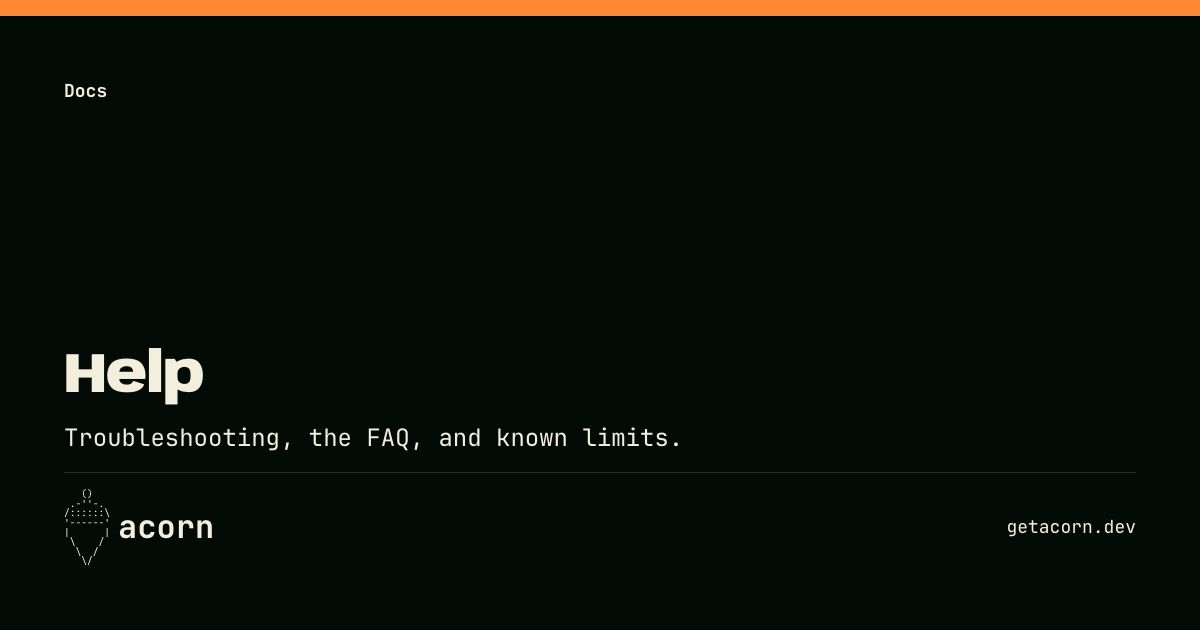 Docs
Help
Troubleshooting, the FAQ, and known limits.
acorn
getacorn.dev